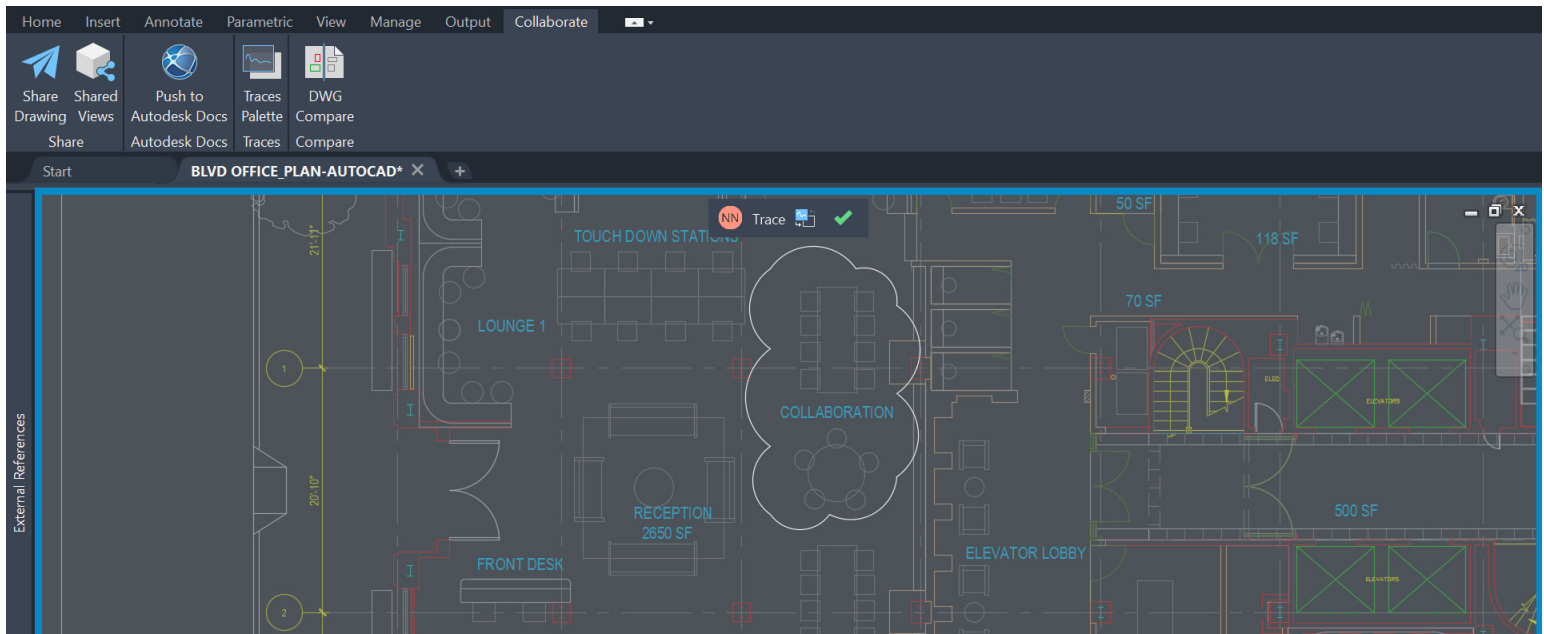 Home Insert Annotate Parametric View Manage Output Collaborate
Share Drawing
Shared Views
Push to Autodesk Docs
Traces Palette
DWG Compare
Share Autodesk Docs Traces Compare
Start BLVD OFFICE_PLAN-AUTOCAD*
External References
NN Trace
50 SF
21'-11"
TOUCH DOWN STATIONS
118 SF
70 SF
LOUNGE 1
1
ELEC
ELEVATORS
COLLABORATION
20'-10"
RECEPTION
2650 SF
500 SF
ELEVATOR LOBBY
FRONT DESK
ELEVATORS
2